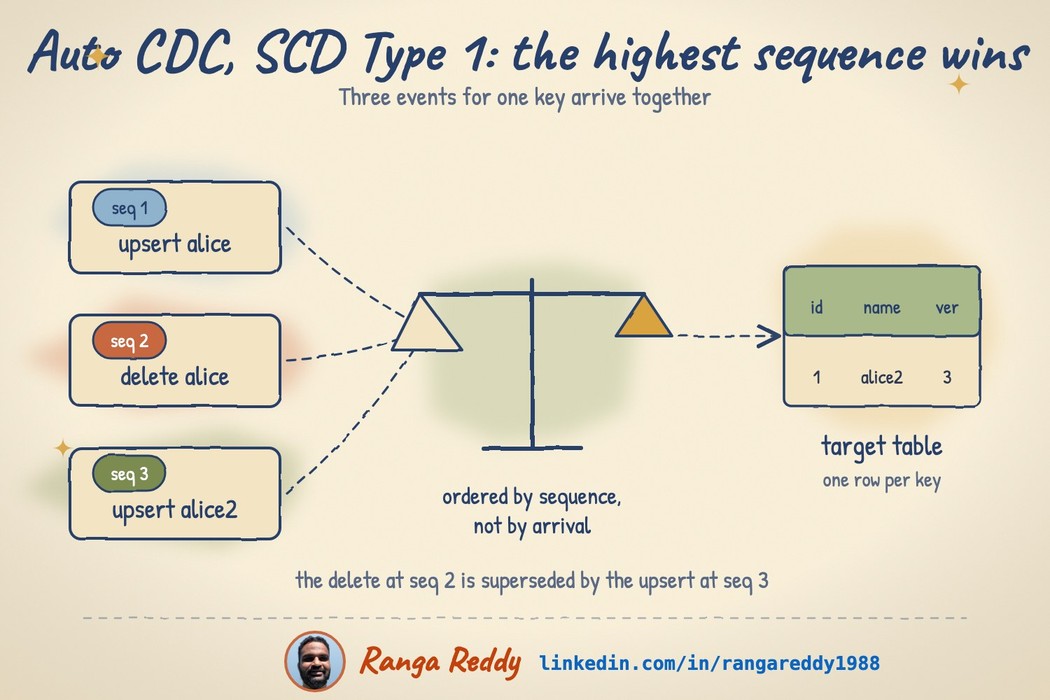 Auto CDC, SCD Type 1: the highest sequence wins
Three events for one key arrive together
seq 1
upsert alice
seq 2
delete alice
seq 3
upsert alice2
ordered by sequence,
not by arrival
id name ver
1 alice2 3
target table
one row per key
the delete at seq 2 is superseded by the upsert at seq 3
Ranga Reddy linkedin.com/in/rangareddy1988